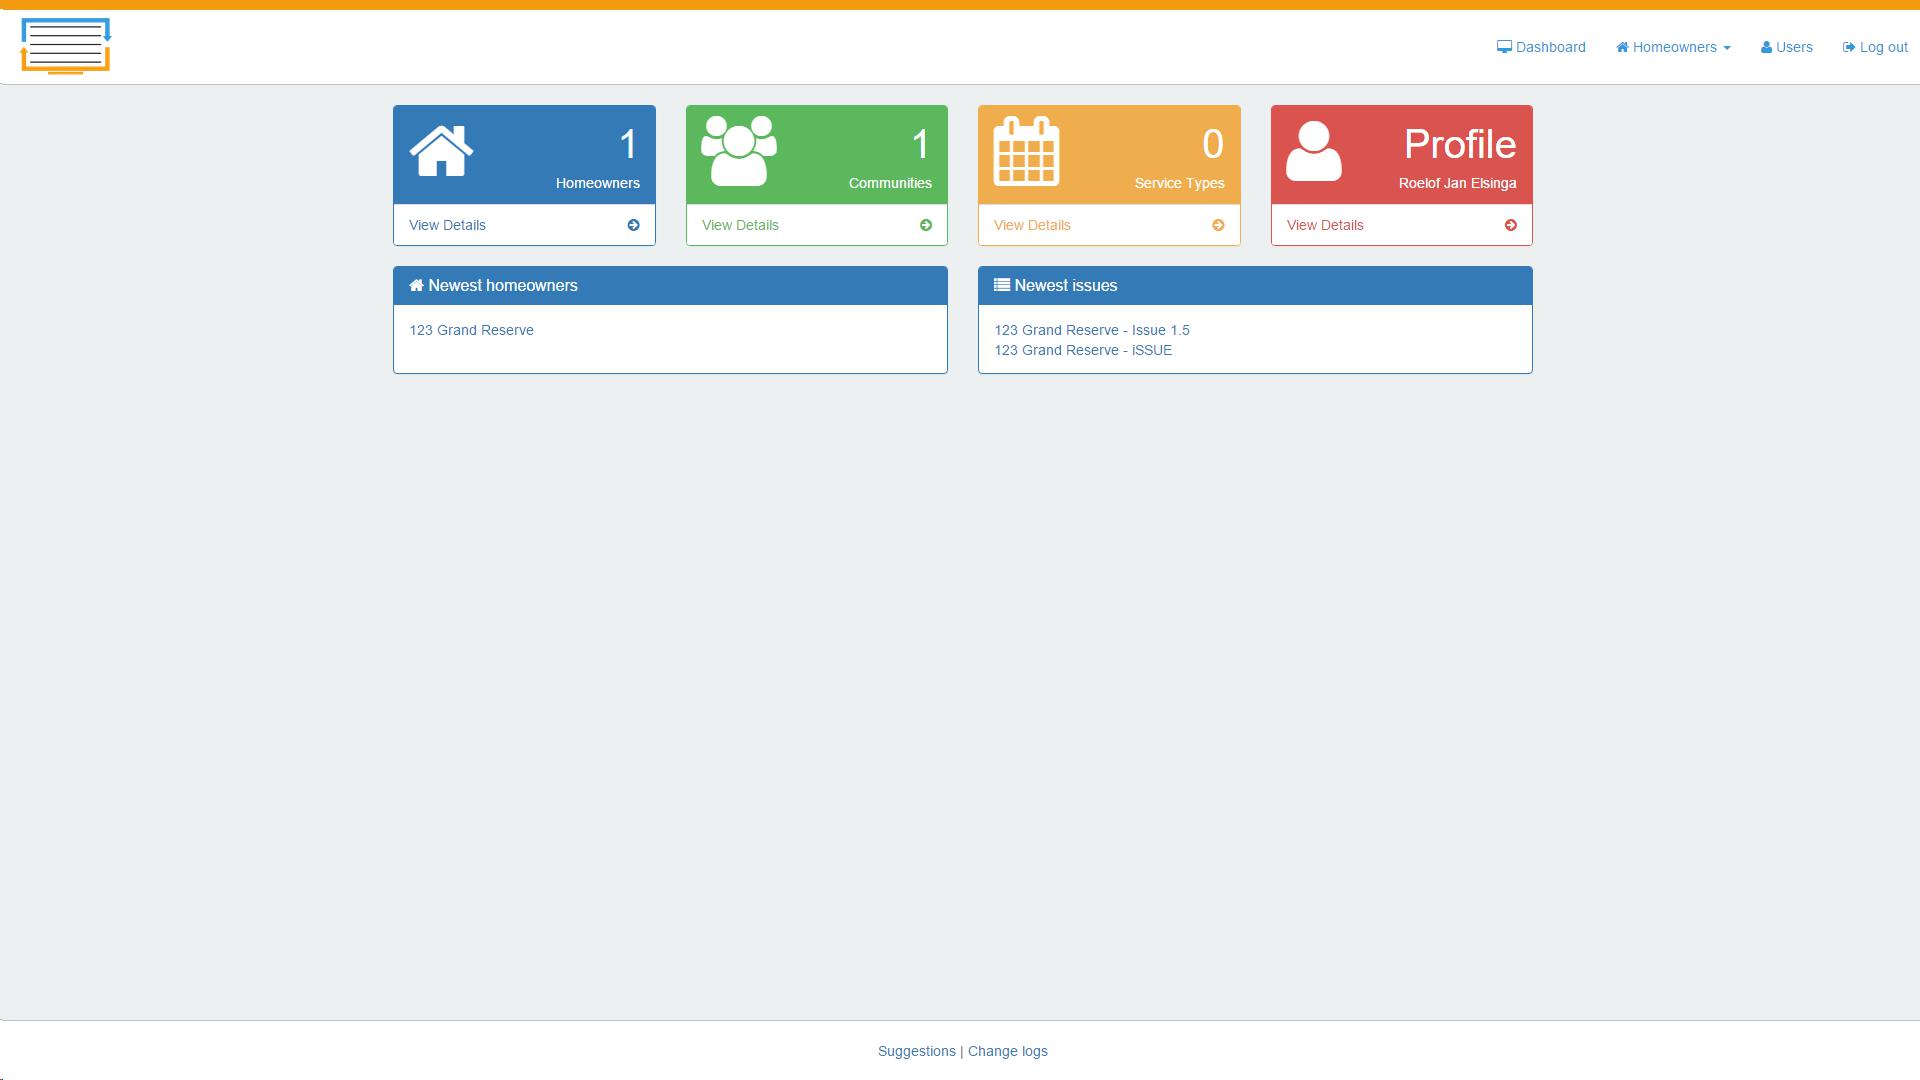 Dashboard
Homeowners
Users
Log out
1
Homeowners
View Details
1
Communities
View Details
0
Service Types
View Details
Profile
Roelof Jan Elsinga
View Details
Newest homeowners
123 Grand Reserve
Newest issues
123 Grand Reserve - Issue 1.5
123 Grand Reserve - iSSUE
Suggestions | Change logs